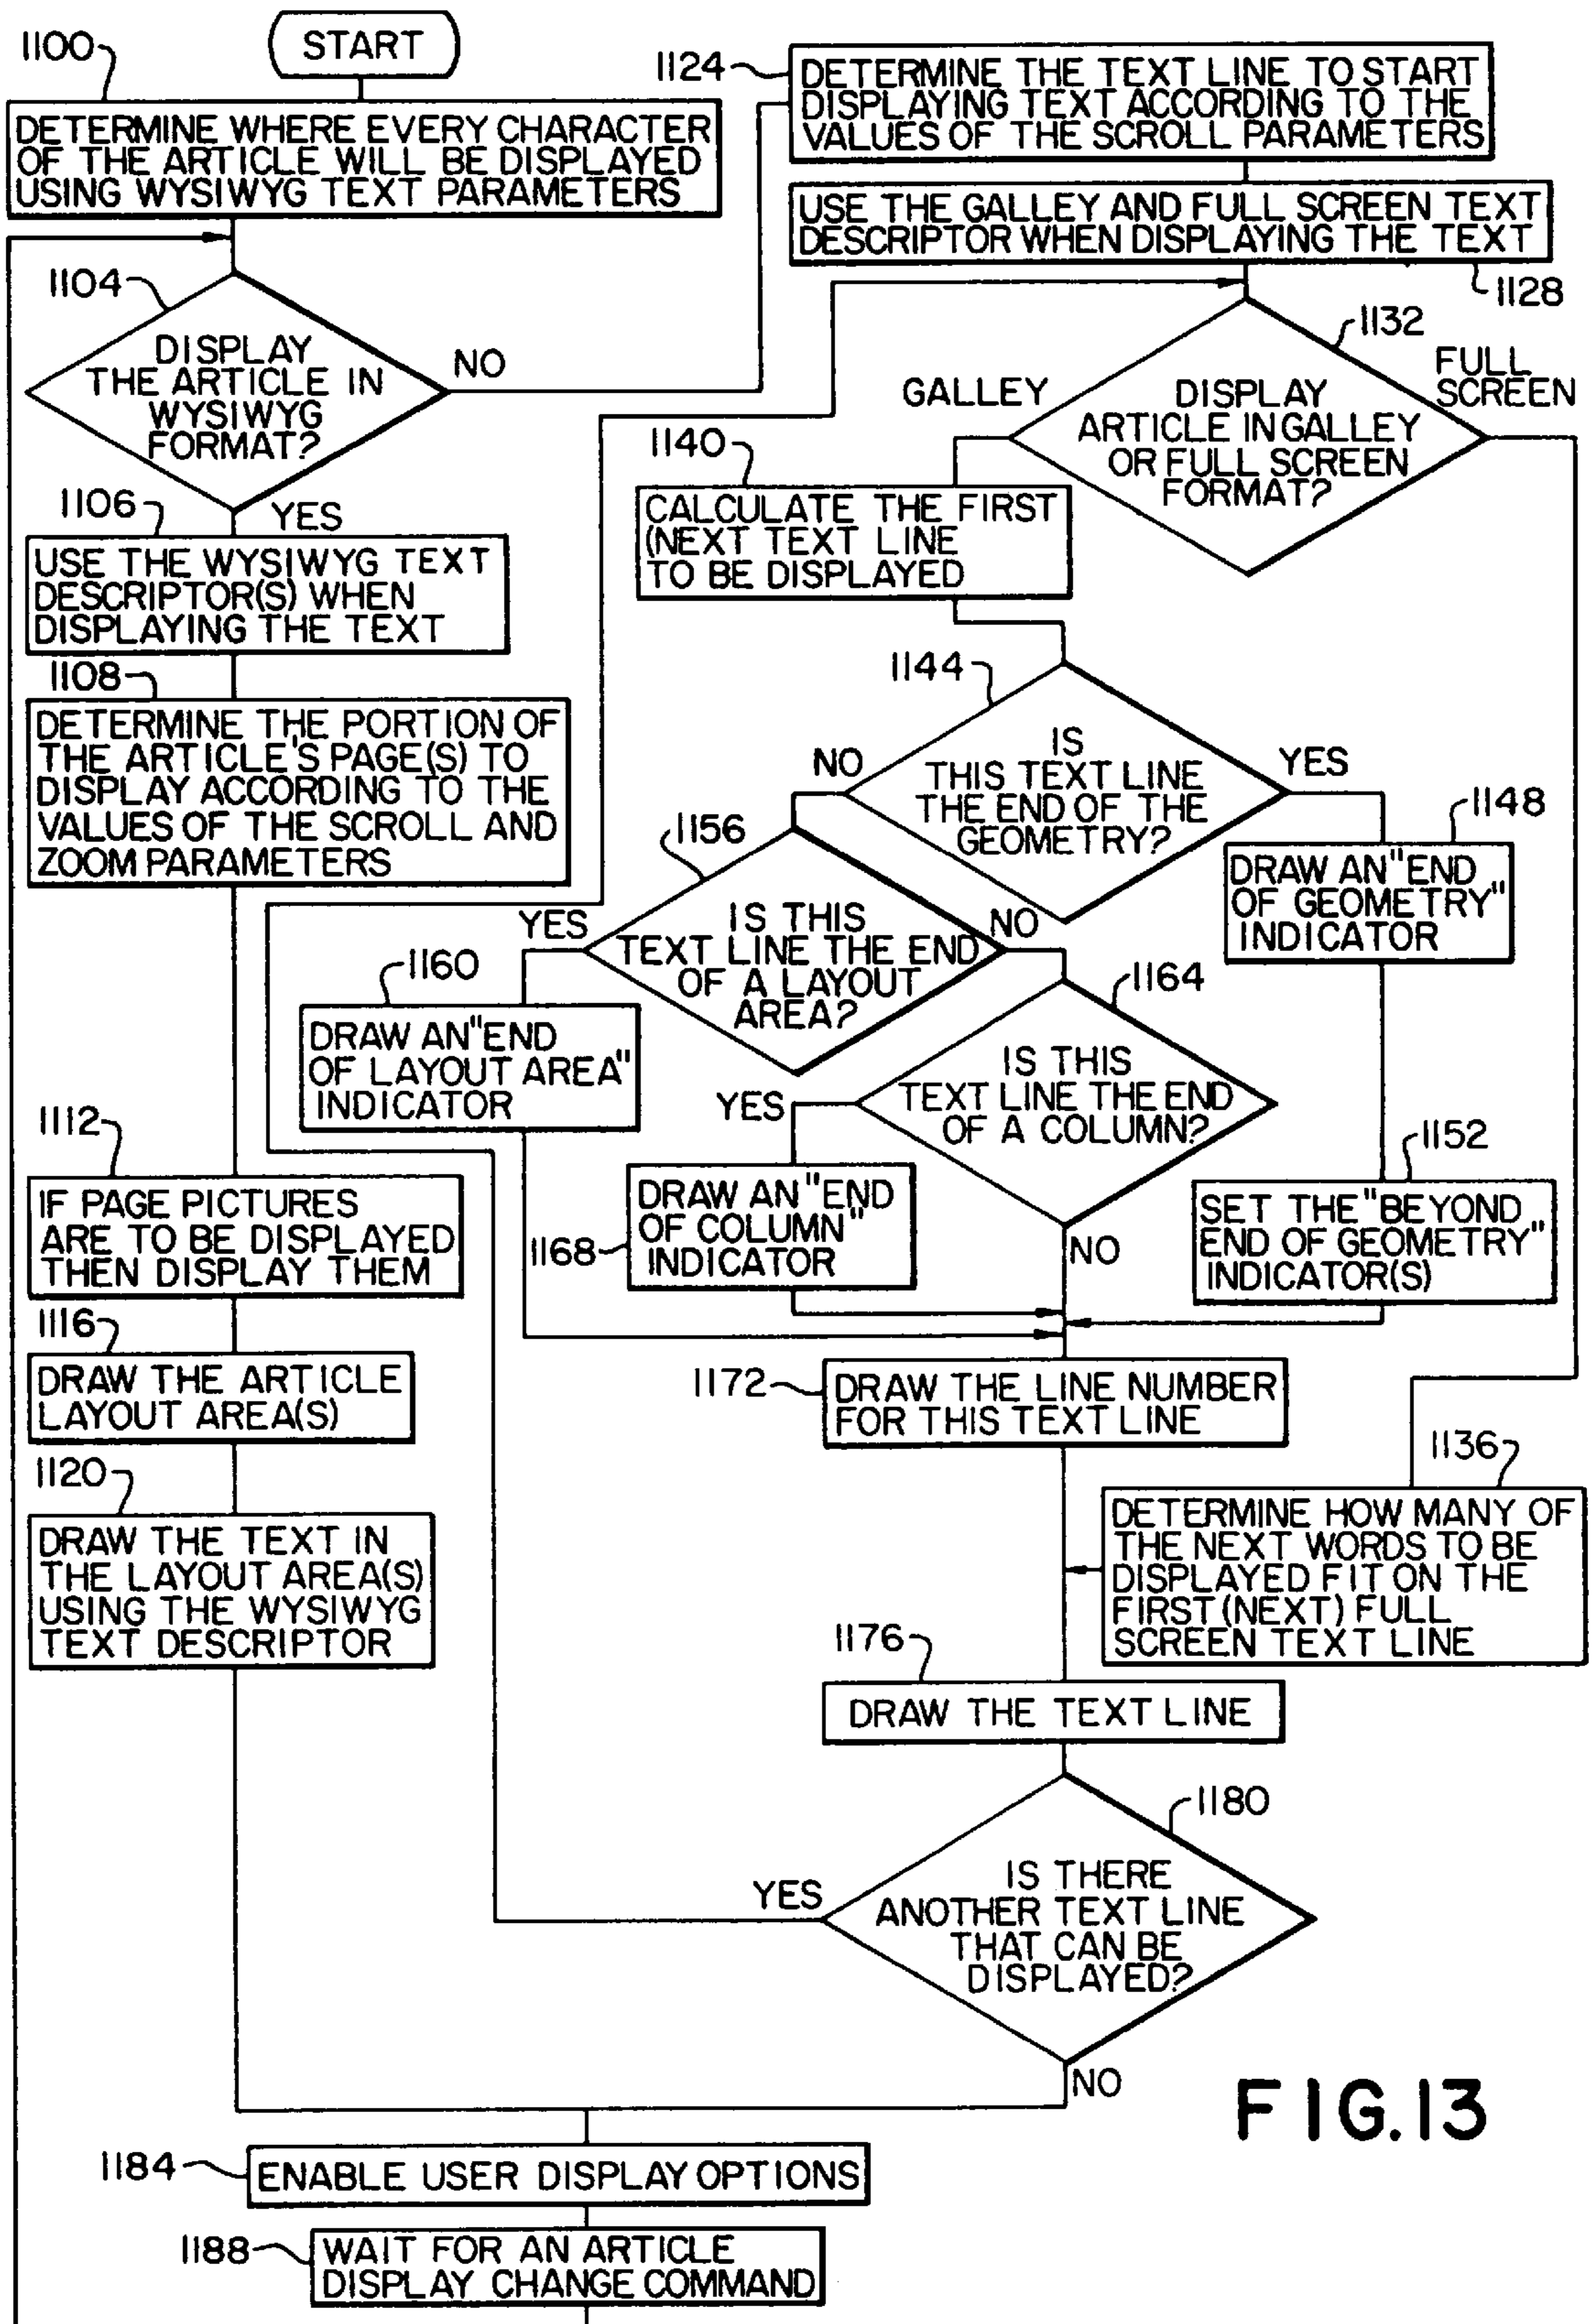 START
1100
DETERMINE WHERE EVERY CHARACTER
OF THE ARTICLE WILL BE DISPLAYED
USING WYSIWYG TEXT PARAMETERS
1104
DISPLAY
THE ARTICLE IN
WYSIWYG
FORMAT?
NO
YES
1106
USE THE WYSIWYG TEXT
DESCRIPTOR(S) WHEN
DISPLAYING THE TEXT
1108
DETERMINE THE PORTION OF
THE ARTICLE'S PAGE(S) TO
DISPLAY ACCORDING TO THE
VALUES OF THE SCROLL AND
ZOOM PARAMETERS
1112
IF PAGE PICTURES
ARE TO BE DISPLAYED
THEN DISPLAY THEM
1116
DRAW THE ARTICLE
LAYOUT AREA(S)
1120
DRAW THE TEXT IN
THE LAYOUT AREA(S)
USING THE WYSIWYG
TEXT DESCRIPTOR
1124
DETERMINE THE TEXT LINE TO START
DISPLAYING TEXT ACCORDING TO THE
VALUES OF THE SCROLL PARAMETERS
USE THE GALLEY AND FULL SCREEN TEXT
DESCRIPTOR WHEN DISPLAYING THE TEXT
1128
1132
DISPLAY
ARTICLE IN GALLEY
OR FULL SCREEN
FORMAT?
GALLEY
FULL
SCREEN
1140
CALCULATE THE FIRST
(NEXT TEXT LINE
TO BE DISPLAYED
1144
IS
THIS TEXT LINE
THE END OF THE
GEOMETRY?
NO
YES
1148
DRAW AN "END
OF GEOMETRY"
INDICATOR
1152
SET THE "BEYOND
END OF GEOMETRY"
INDICATOR(S)
1156
IS THIS
TEXT LINE THE END
OF A LAYOUT
AREA?
YES
NO
1160
DRAW AN "END
OF LAYOUT AREA"
INDICATOR
1164
IS THIS
TEXT LINE THE END
OF A COLUMN?
YES
NO
1168
DRAW AN "END
OF COLUMN"
INDICATOR
1172
DRAW THE LINE NUMBER
FOR THIS TEXT LINE
1136
DETERMINE HOW MANY OF
THE NEXT WORDS TO BE
DISPLAYED FIT ON THE
FIRST (NEXT) FULL
SCREEN TEXT LINE
1176
DRAW THE TEXT LINE
1180
IS THERE
ANOTHER TEXT LINE
THAT CAN BE
DISPLAYED?
YES
NO
1184
ENABLE USER DISPLAY OPTIONS
1188
WAIT FOR AN ARTICLE
DISPLAY CHANGE COMMAND
FIG. 13